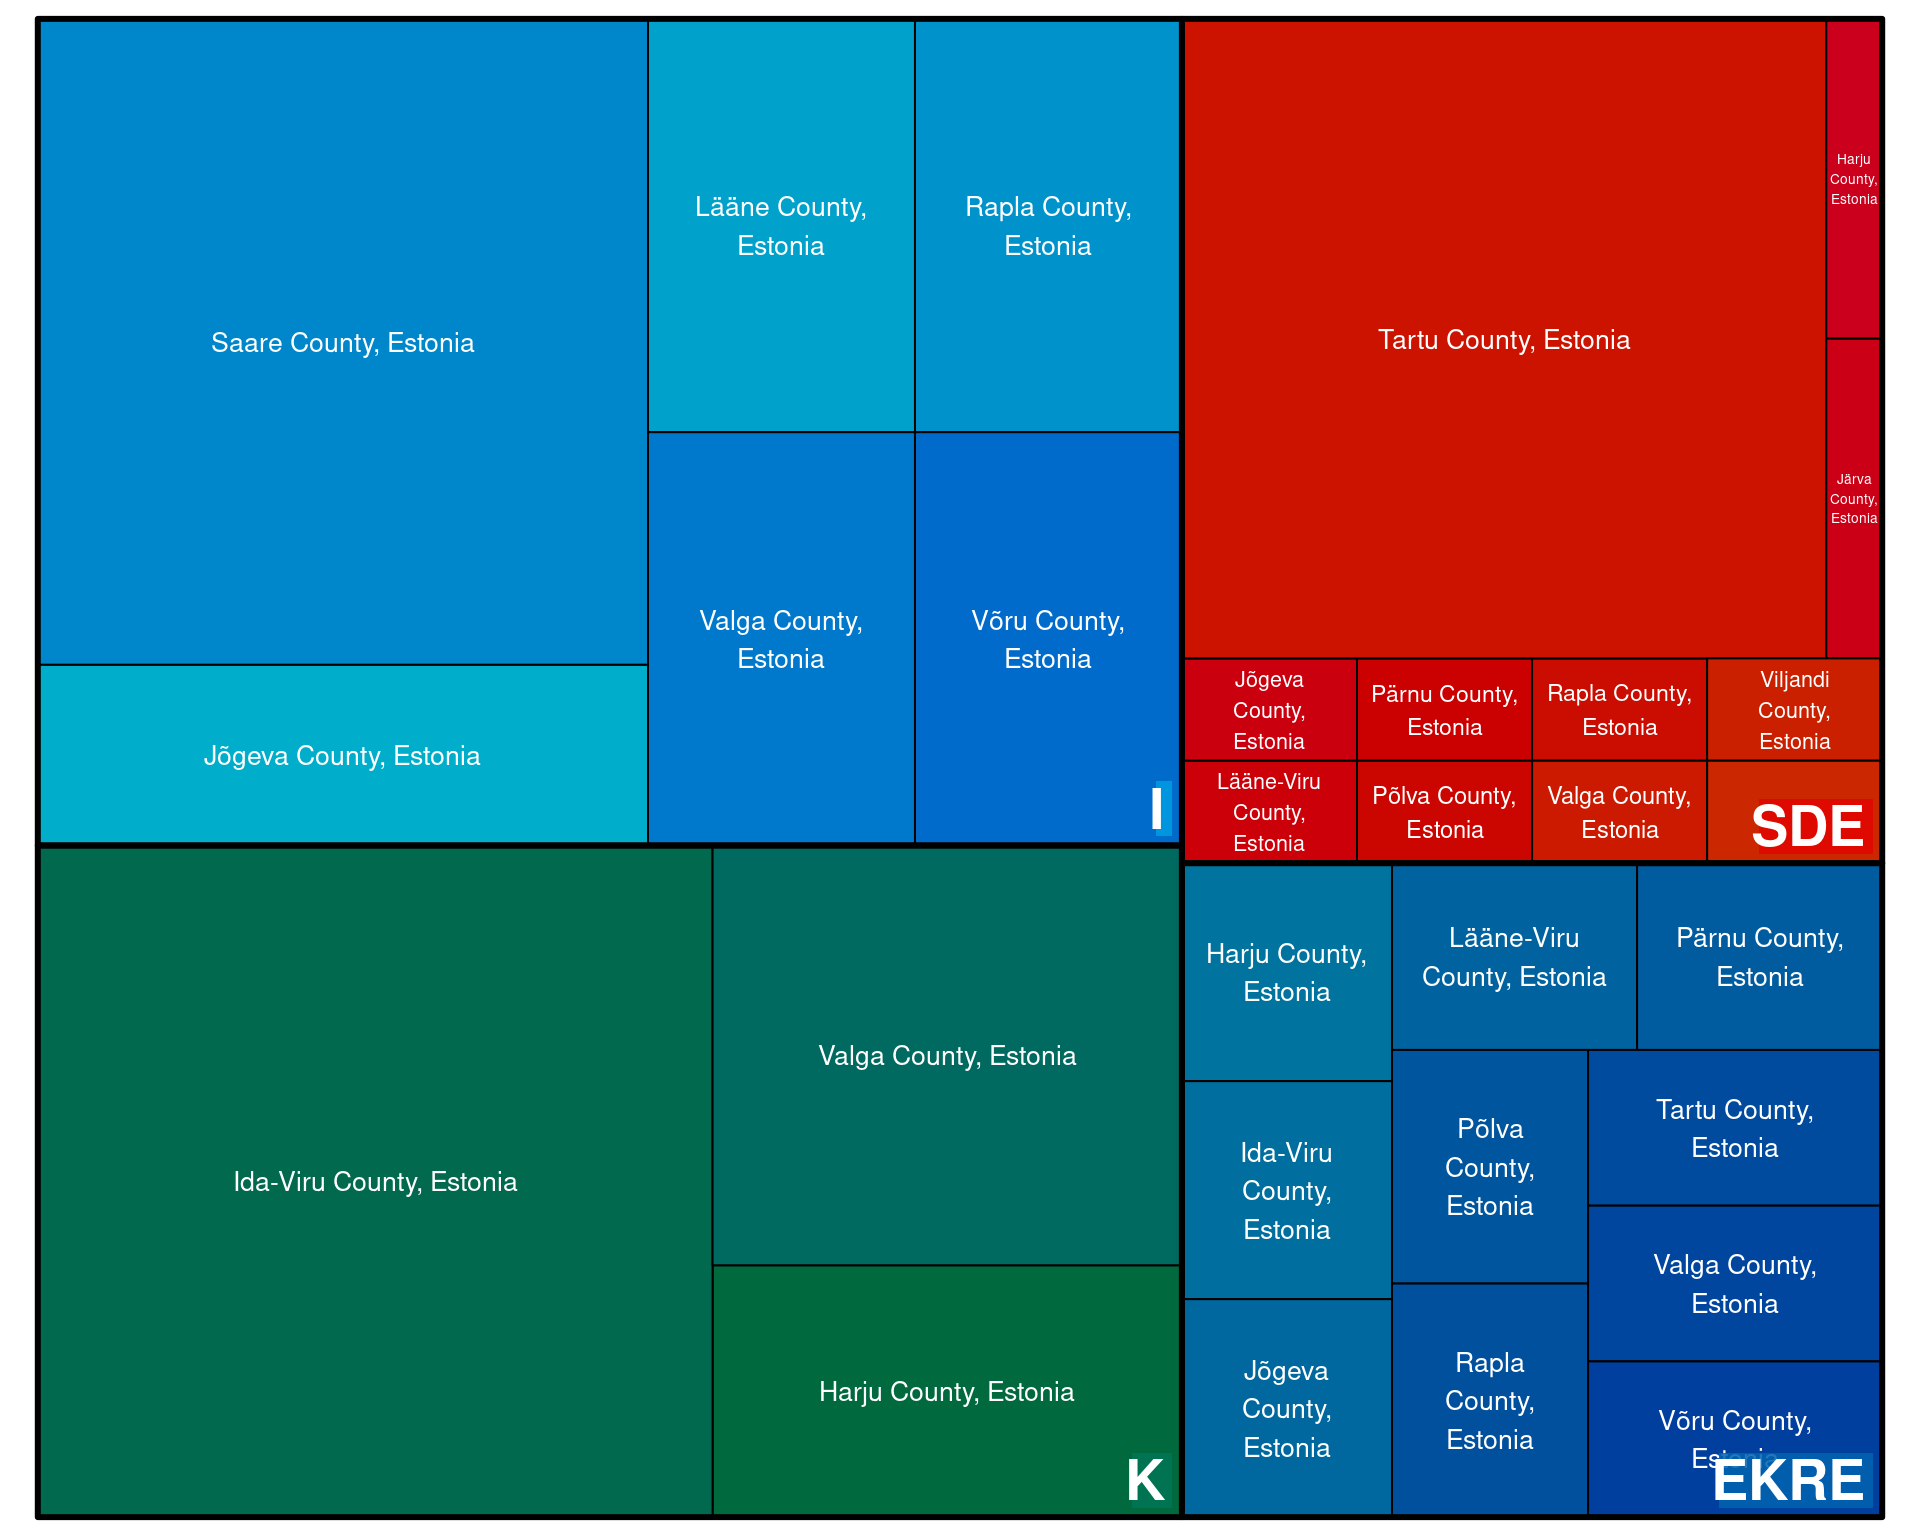 Saare County, Estonia
Jõgeva County, Estonia
Lääne County,
Estonia
Rapla County,
Estonia
Valga County,
Estonia
Võru County,
Estonia
I
Tartu County, Estonia
Harju
County,
Estonia
Järva
County,
Estonia
Jõgeva
County,
Estonia
Pärnu County,
Estonia
Rapla County,
Estonia
Viljandi
County,
Estonia
Lääne-Viru
County,
Estonia
Põlva County,
Estonia
Valga County,
Estonia
SDE
Ida-Viru County, Estonia
Valga County, Estonia
Harju County, Estonia
K
Harju County,
Estonia
Ida-Viru
County,
Estonia
Jõgeva
County,
Estonia
Lääne-Viru
County, Estonia
Pärnu County,
Estonia
Põlva
County,
Estonia
Rapla
County,
Estonia
Tartu County,
Estonia
Valga County,
Estonia
Võru County,
Estonia
EKRE